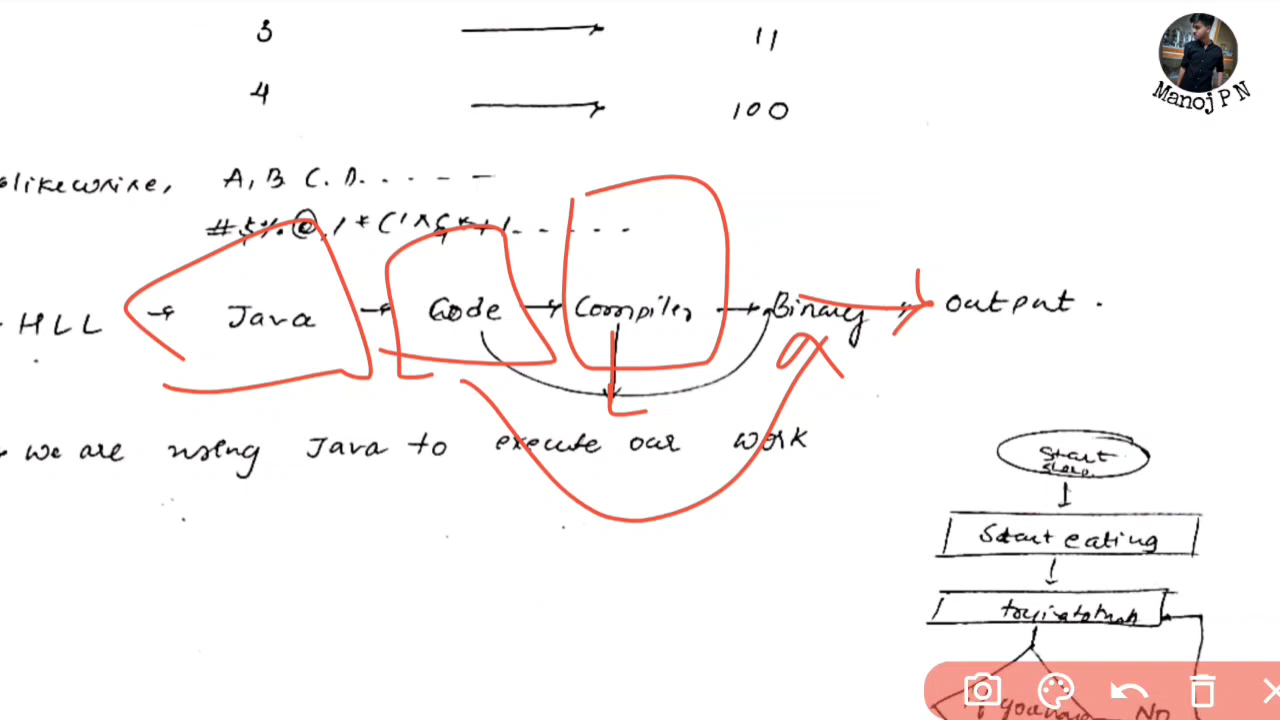 3 → 11
4 → 100
likewise, A, B C. D. . . - - -
HLL → Java → Code → Compiler → Binary → output .
we are using Java to execute our work
Manoj P N
Start
Start eating
No